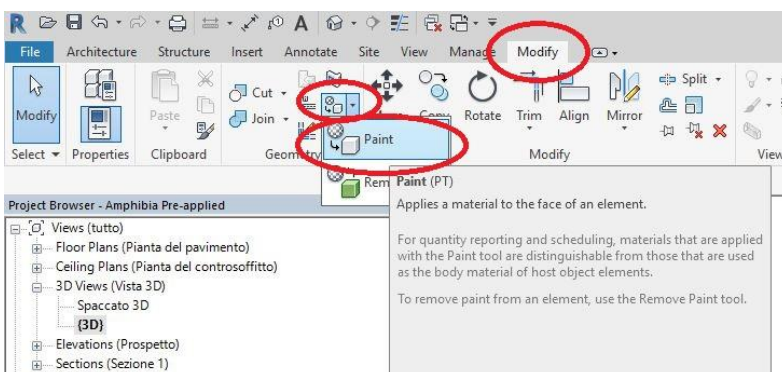 File Architecture Structure Insert Annotate Site View Manage Modify
Modify Paste Cut Split
Join Copy Rotate Trim Align Mirror
Paint
Select Properties Clipboard Geometry Modify View
Rem
Paint (PT)
Applies a material to the face of an element.
For quantity reporting and scheduling, materials that are applied
with the Paint tool are distinguishable from those that are used
as the body material of host object elements.
To remove paint from an element, use the Remove Paint tool.
Project Browser - Amphibia Pre-applied
Views (tutto)
Floor Plans (Pianta del pavimento)
Ceiling Plans (Pianta del controsoffitto)
3D Views (Vista 3D)
Spaccato 3D
{3D}
Elevations (Prospetto)
Sections (Sezione 1)